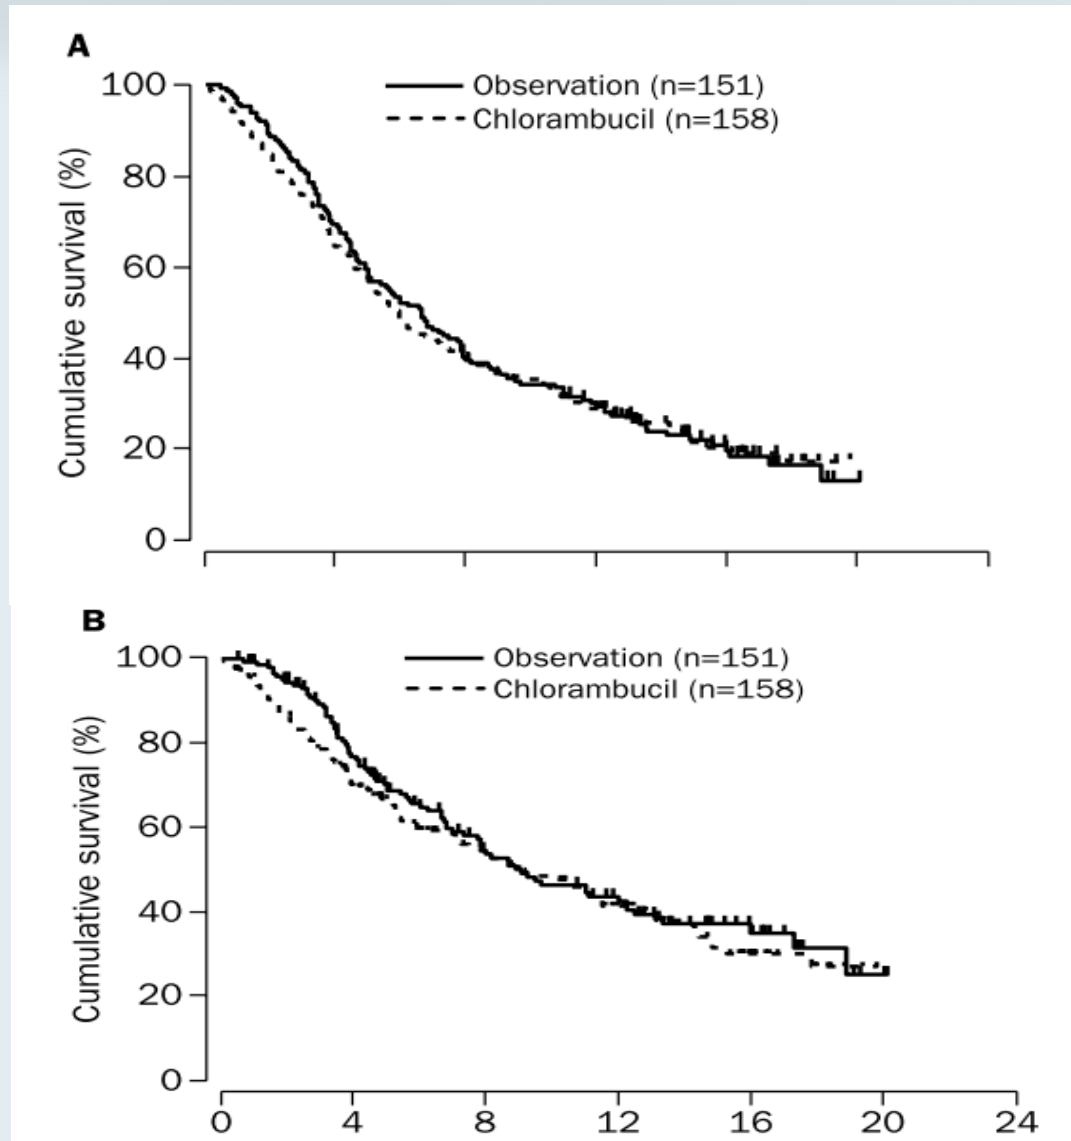 A
100
Observation (n=151)
Chlorambucil (n=158)
80
60
40
20
0
Cumulative survival (%)
B
100
Observation (n=151)
Chlorambucil (n=158)
80
60
40
20
0
Cumulative survival (%)
0 4 8 12 16 20 24